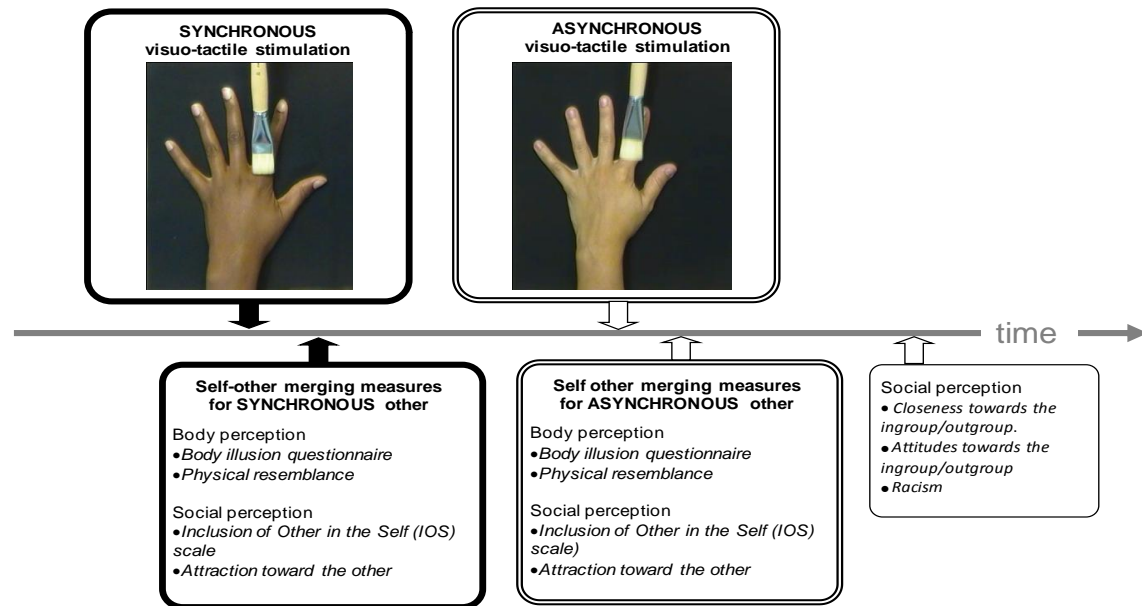 SYNCHRONOUS
visuo-tactile stimulation
ASYNCHRONOUS
visuo-tactile stimulation
time
Self-other merging measures
for SYNCHRONOUS other
Body perception
•Body illusion questionnaire
•Physical resemblance
Social perception
•Inclusion of Other in the Self (IOS)
scale
•Attraction toward the other
Self other merging measures
for ASYNCHRONOUS other
Body perception
•Body illusion questionnaire
•Physical resemblance
Social perception
•Inclusion of Other in the Self (IOS)
scale)
•Attraction toward the other
Social perception
• Closeness towards the
ingroup/outgroup.
•Attitudes towards the
ingroup/outgroup
• Racism